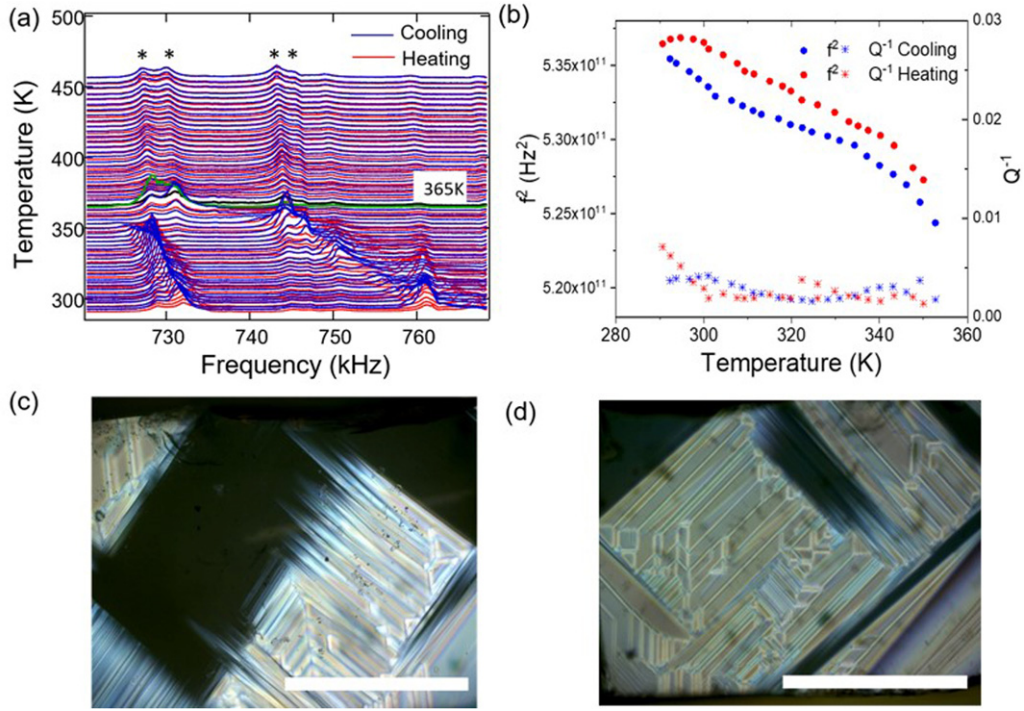 (a)
500
450
400
350
300
Temperature (K)
* * * *
Cooling
Heating
365K
730 740 750 760
Frequency (kHz)
(b)
5.35x10¹¹
5.30x10¹¹
5.25x10¹¹
5.20x10¹¹
f² (Hz²)
f² Q⁻¹ Cooling
f² Q⁻¹ Heating
0.03
0.02
0.01
0.00
Q⁻¹
280 300 320 340 360
Temperature (K)
(c)
(d)